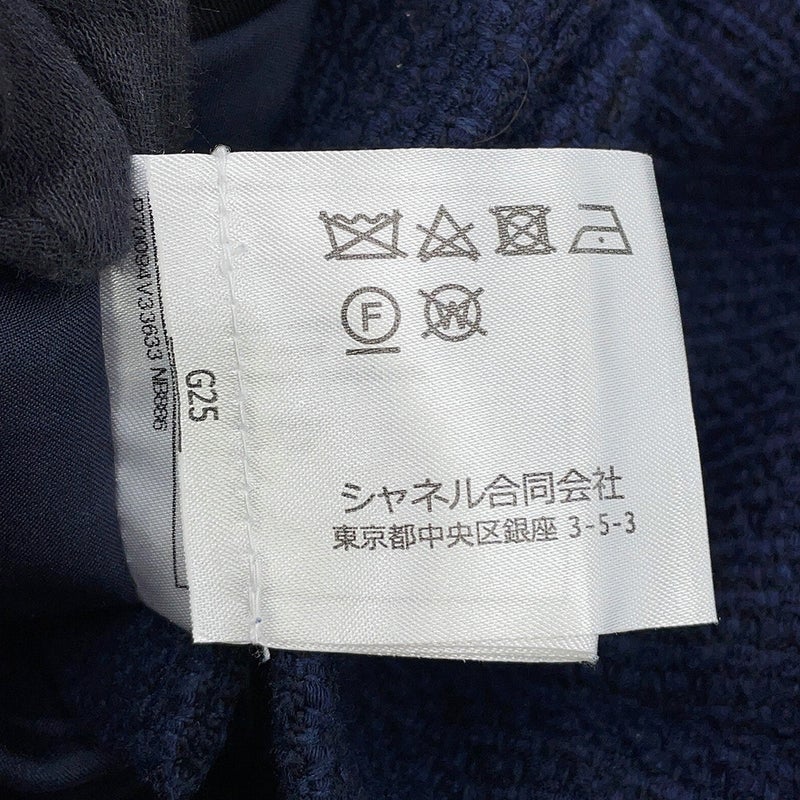 P70094V33633 NB886
G25
F
W
シャネル合同会社
東京都中央区銀座 3-5-3